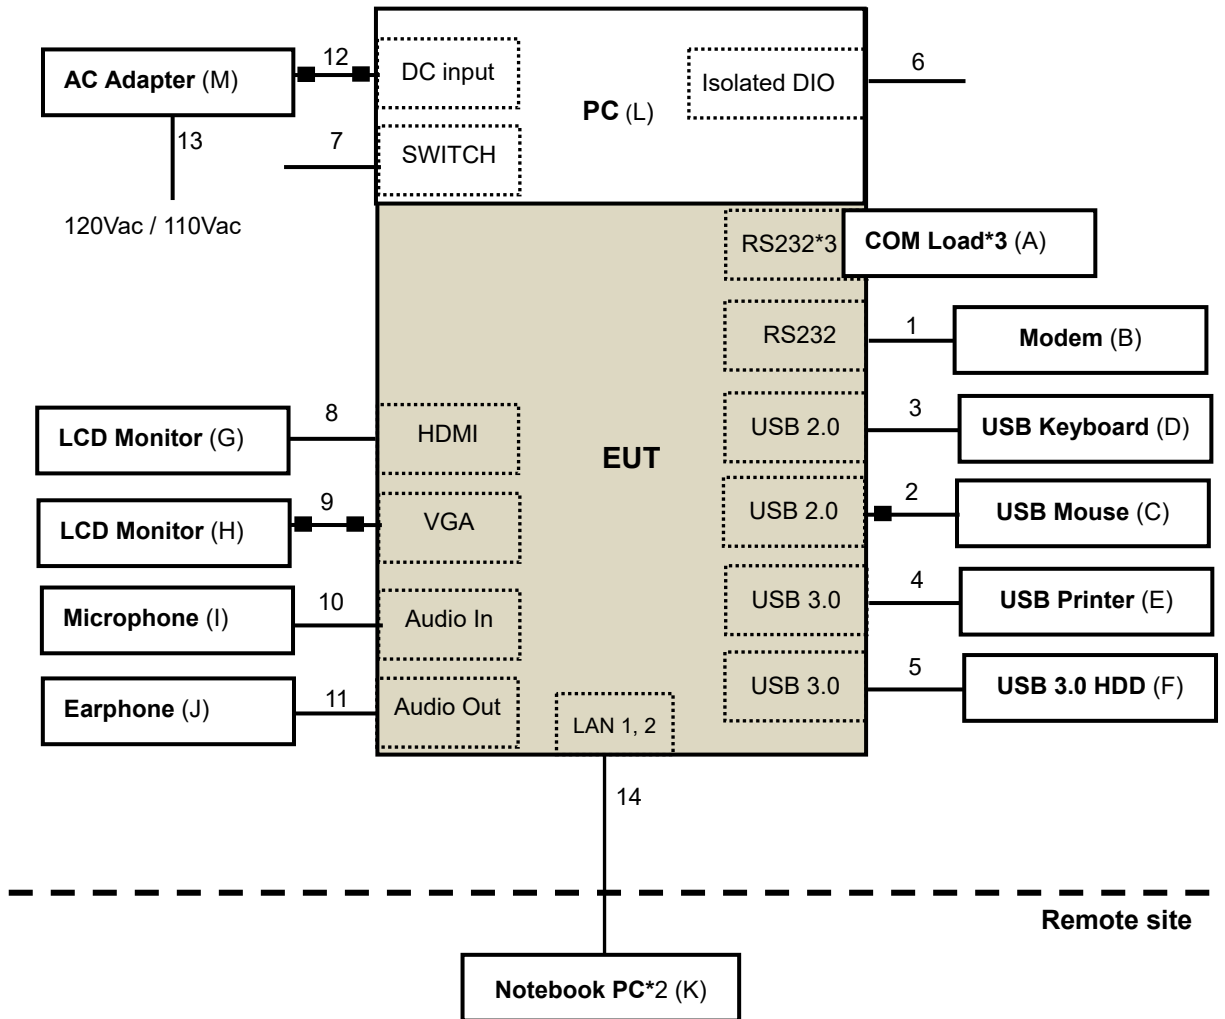 12
AC Adapter (M)
DC input
Isolated DIO
6
PC (L)
13
7
SWITCH
120Vac / 110Vac
RS232*3
COM Load*3 (A)
RS232
1
Modem (B)
8
LCD Monitor (G)
HDMI
EUT
USB 2.0
3
USB Keyboard (D)
9
LCD Monitor (H)
VGA
USB 2.0
2
USB Mouse (C)
10
Microphone (I)
Audio In
USB 3.0
4
USB Printer (E)
11
Earphone (J)
Audio Out
USB 3.0
5
USB 3.0 HDD (F)
LAN 1, 2
14
Remote site
Notebook PC*2 (K)